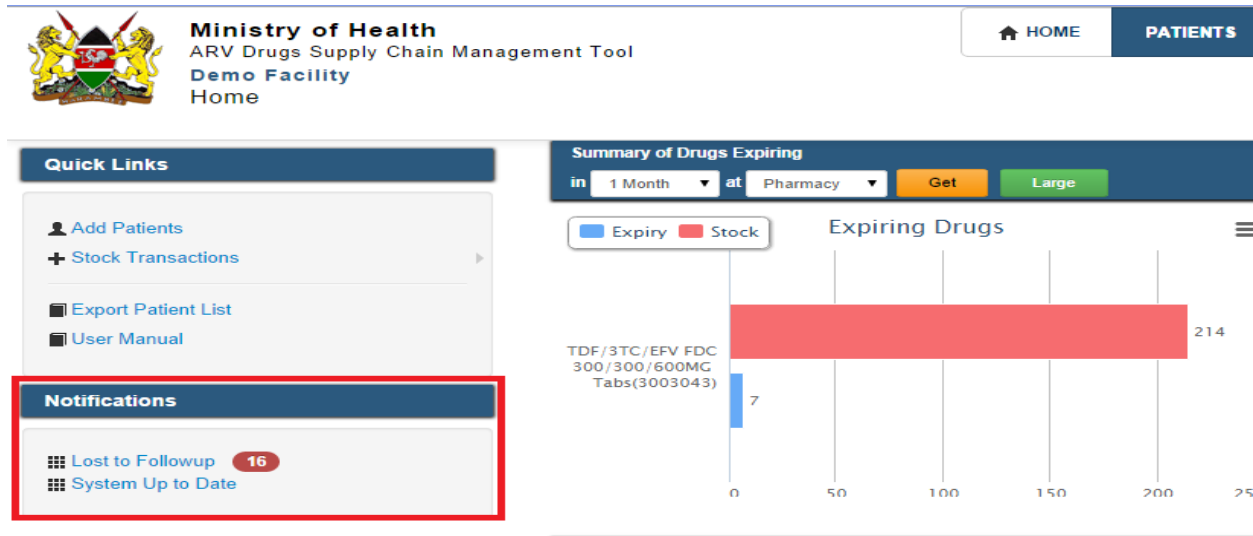 Ministry of Health
ARV Drugs Supply Chain Management Tool
Demo Facility
Home
HOME
PATIENTS
Quick Links
Add Patients
Stock Transactions
Export Patient List
User Manual
Notifications
Lost to Followup 16
System Up to Date
Summary of Drugs Expiring
in 1 Month at Pharmacy Get Large
Expiry Stock
Expiring Drugs
TDF/3TC/EFV FDC
300/300/600MG
Tabs(3003043)
214
7
0 50 100 150 200